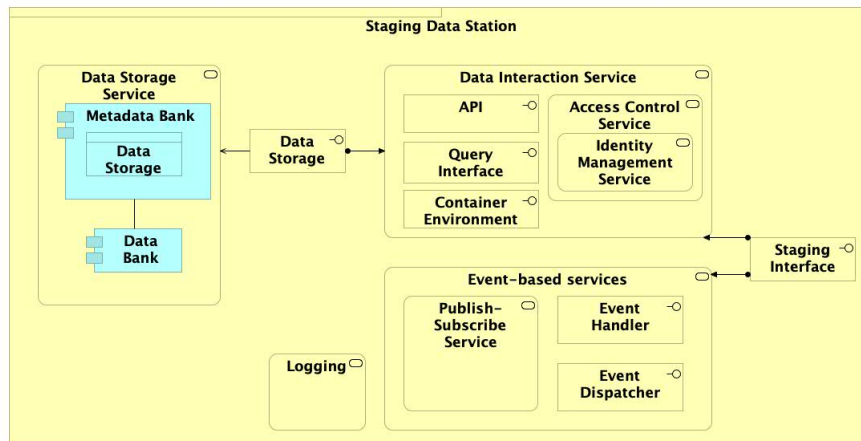 Staging Data Station
Data Storage
Service
Metadata Bank
Data
Storage
Data
Bank
Data
Storage
Data Interaction Service
API
Query
Interface
Container
Environment
Access Control
Service
Identity
Management
Service
Staging
Interface
Event-based services
Publish-
Subscribe
Service
Event
Handler
Event
Dispatcher
Logging